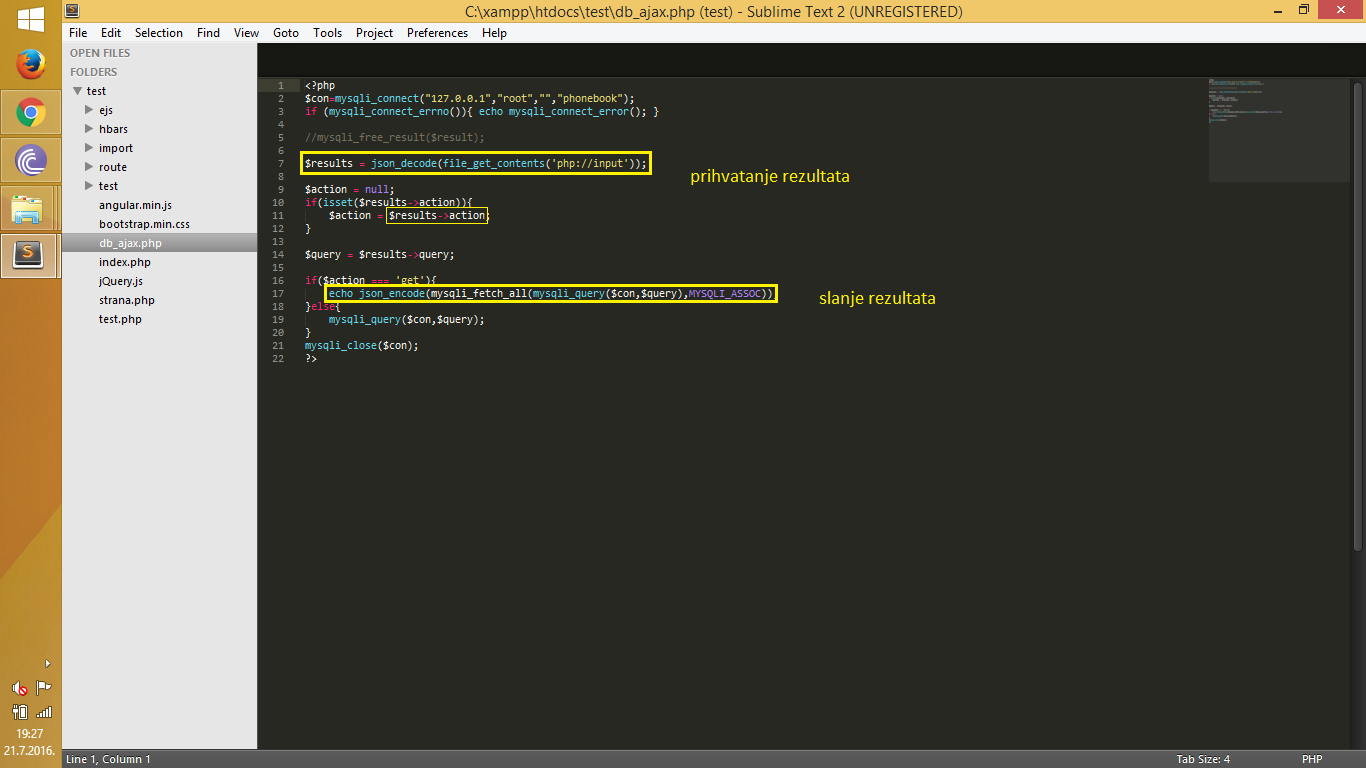 C:\xampp\htdocs\test\db_ajax.php (test) - Sublime Text 2 (UNREGISTERED)
File Edit Selection Find View Goto Tools Project Preferences Help
OPEN FILES
FOLDERS
test
ejs
hbars
import
route
test
angular.min.js
bootstrap.min.css
db_ajax.php
index.php
jQuery.js
strana.php
test.php
1 <?php
2 $con=mysqli_connect("127.0.0.1","root","","phonebook");
3 if (mysqli_connect_errno()){ echo mysqli_connect_error(); }
4
5 //mysqli_free_result($result);
6
7 $results = json_decode(file_get_contents('php://input'));
prihvatanje rezultata
8
9 $action = null;
10 if(isset($results->action)){
11 $action = $results->action;
12 }
13
14 $query = $results->query;
15
16 if($action === 'get'){
17 echo json_encode(mysqli_fetch_all(mysqli_query($con,$query),MYSQLI_ASSOC))
slanje rezultata
18 }else{
19 mysqli_query($con,$query);
20 }
21 mysqli_close($con);
22 ?>
19:27
21.7.2016.
Line 1, Column 1
Tab Size: 4
PHP